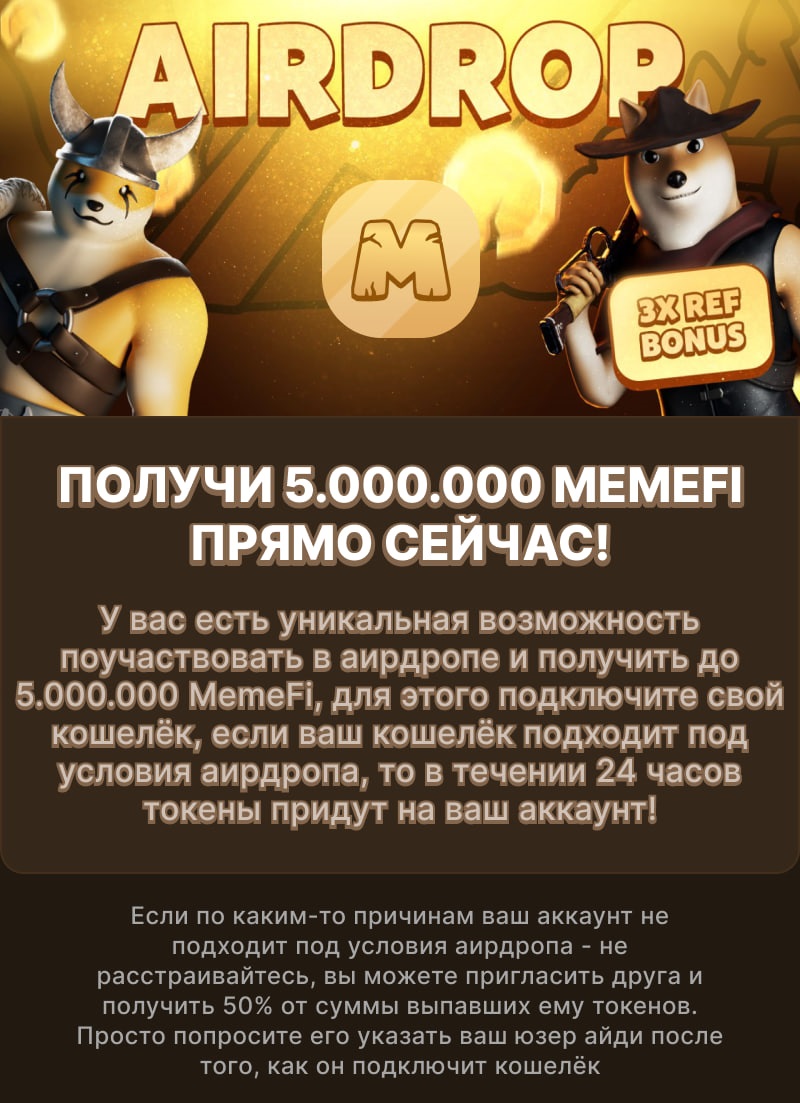 AIRDROP
M
3X REF
BONUS
ПОЛУЧИ 5.000.000 MEMEFI
ПРЯМО СЕЙЧАС!
У вас есть уникальная возможность
поучаствовать в аирдропе и получить до
5.000.000 MemeFi, для этого подключите свой
кошелёк, если ваш кошелёк подходит под
условия аирдропа, то в течении 24 часов
токены придут на ваш аккаунт!
Если по каким-то причинам ваш аккаунт не
подходит под условия аирдропа - не
расстраивайтесь, вы можете пригласить друга и
получить 50% от суммы выпавших ему токенов.
Просто попросите его указать ваш юзер айди после
того, как он подключит кошелёк